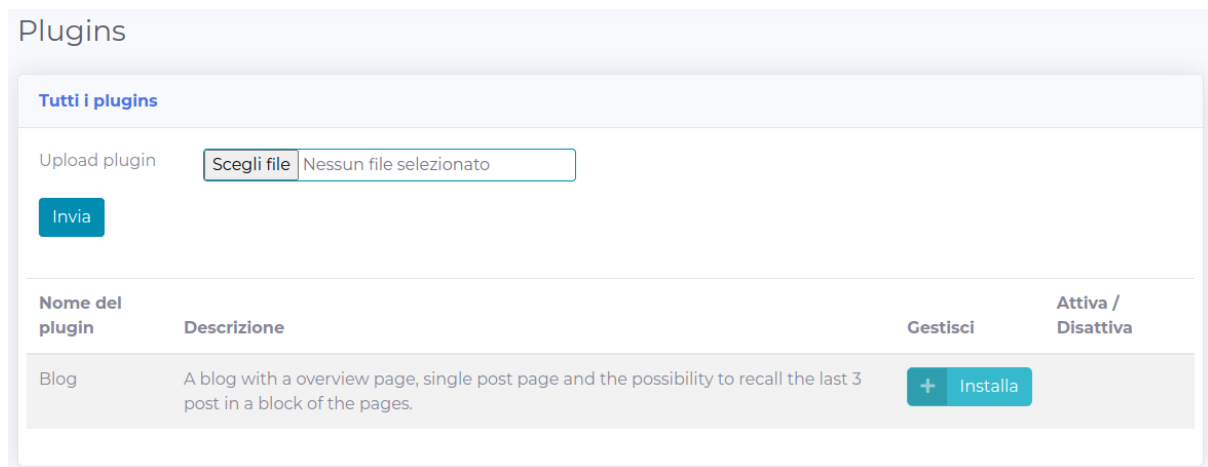 Plugins
Tutti i plugins
Upload plugin Scegli file Nessun file selezionato
Invia
Nome del plugin Descrizione Gestisci Attiva / Disattiva
Blog A blog with a overview page, single post page and the possibility to recall the last 3
post in a block of the pages.
+ Installa